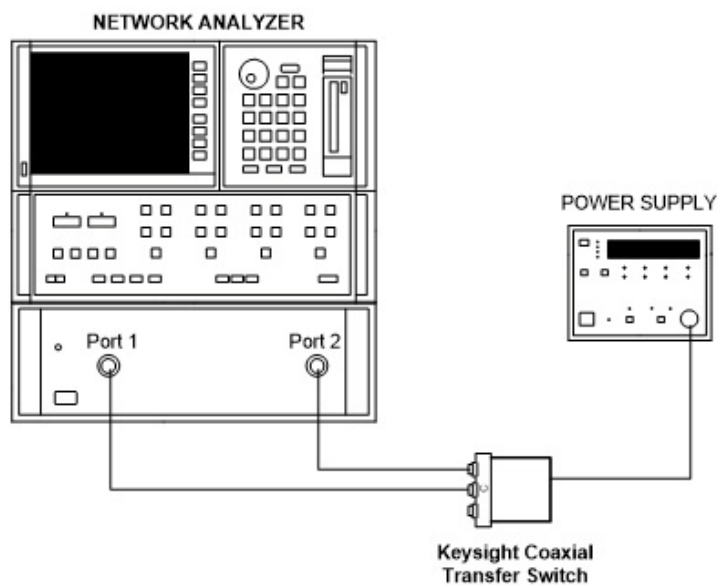 NETWORK ANALYZER
POWER SUPPLY
Port 1
Port 2
C
Keysight Coaxial
Transfer Switch